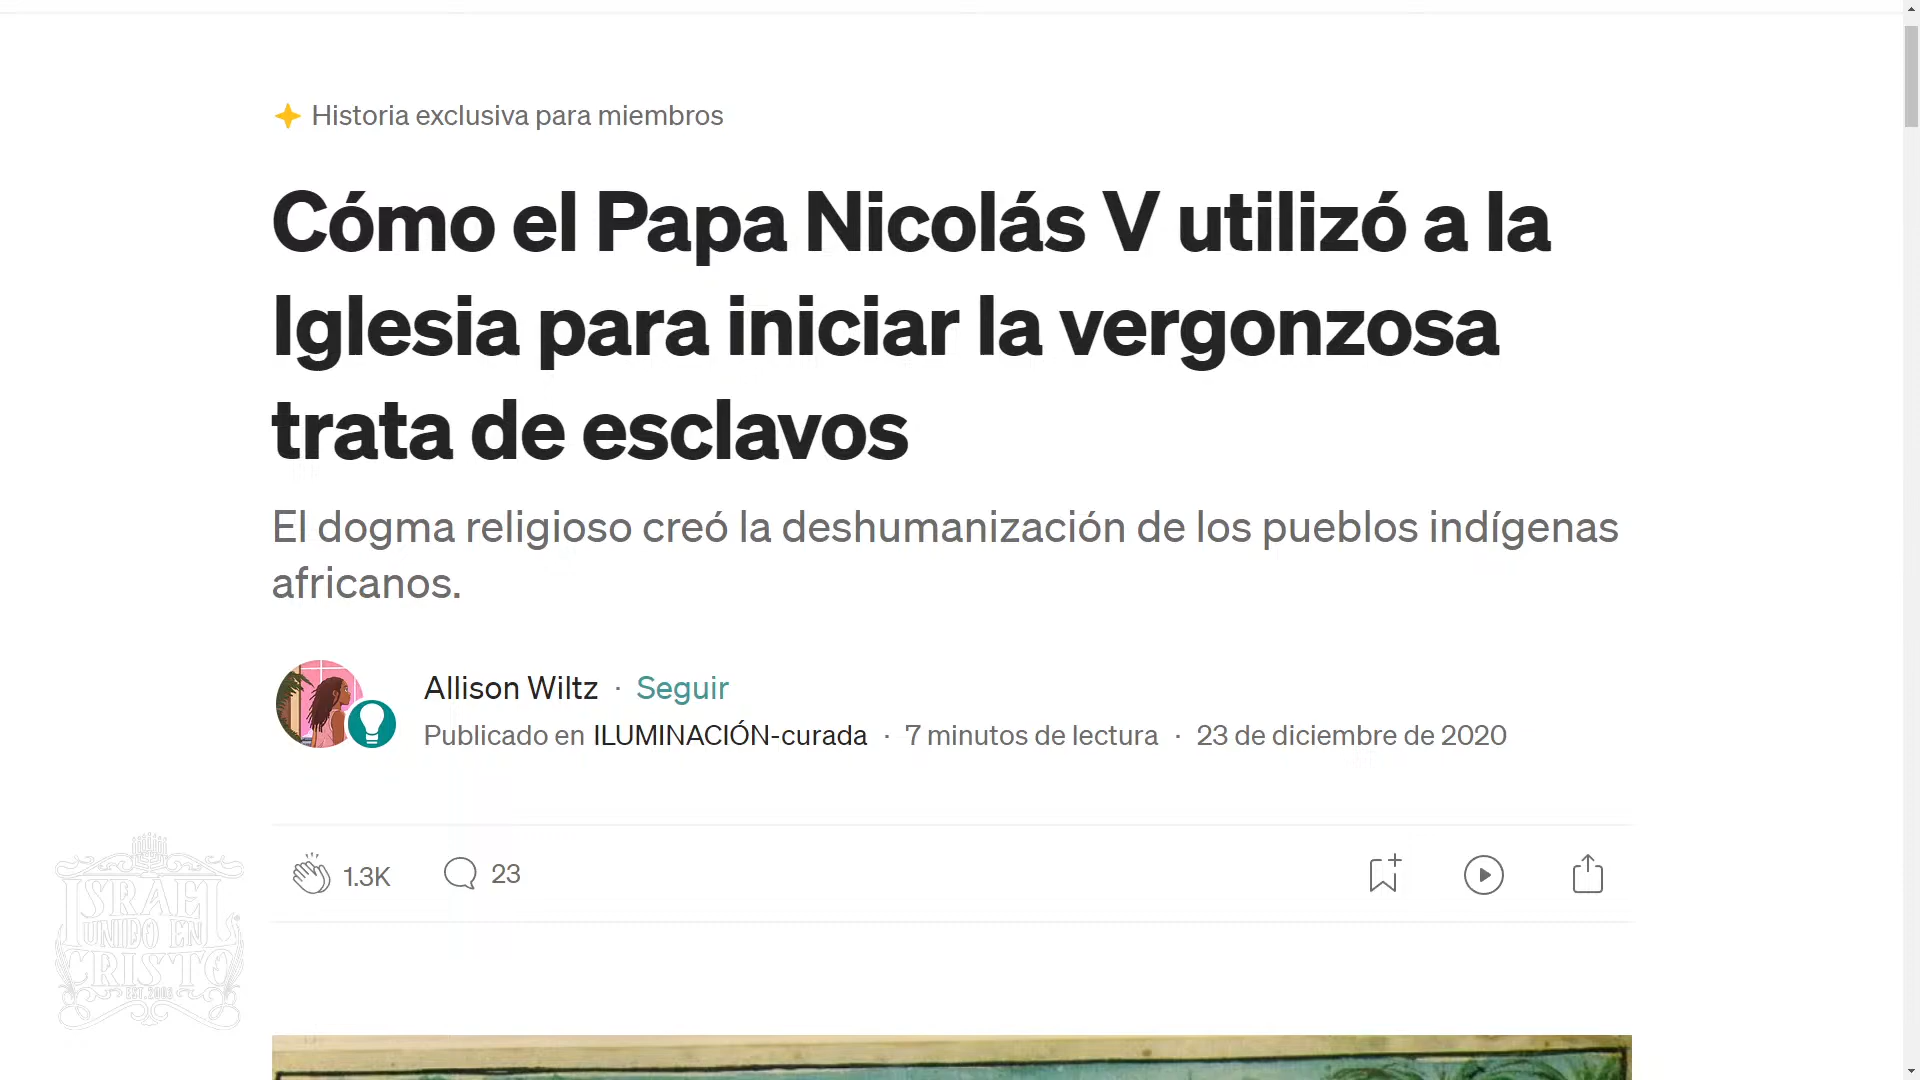 Historia exclusiva para miembros
Cómo el Papa Nicolás V utilizó a la
Iglesia para iniciar la vergonzosa
trata de esclavos
El dogma religioso creó la deshumanización de los pueblos indígenas
africanos.
Allison Wiltz · Seguir
Publicado en ILUMINACIÓN-curada · 7 minutos de lectura · 23 de diciembre de 2020
1.3K 23
ISRAEL
UNIDO EN
CRISTO
EST. 2003